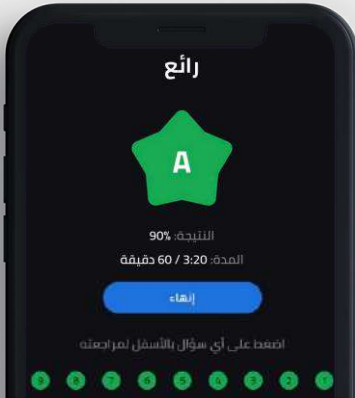 رائع
A
النتيجة: 90%
المدة: 3:20 / 60 دقيقة
إنهاء
اضغط على أي سؤال بالأسفل لمراجعته
1 2 3 4 5 6 7 8 9